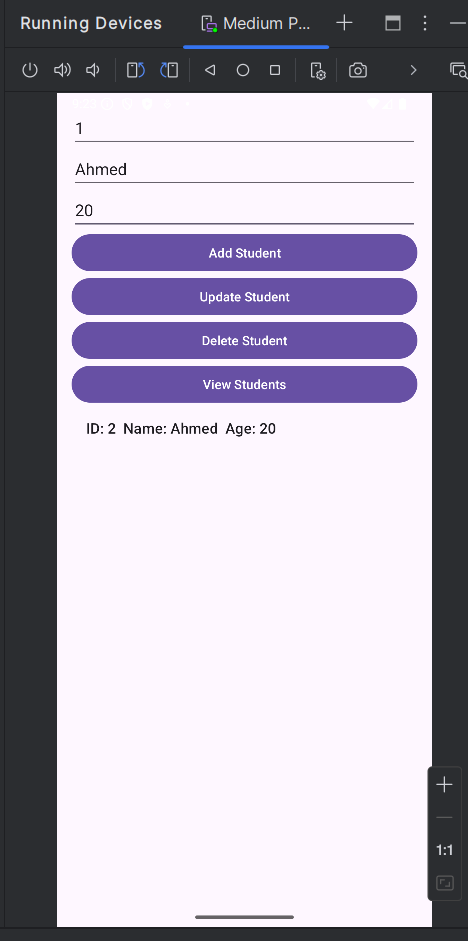 Running Devices
Medium P...
1
Ahmed
20
Add Student
Update Student
Delete Student
View Students
ID: 2 Name: Ahmed Age: 20
1:1